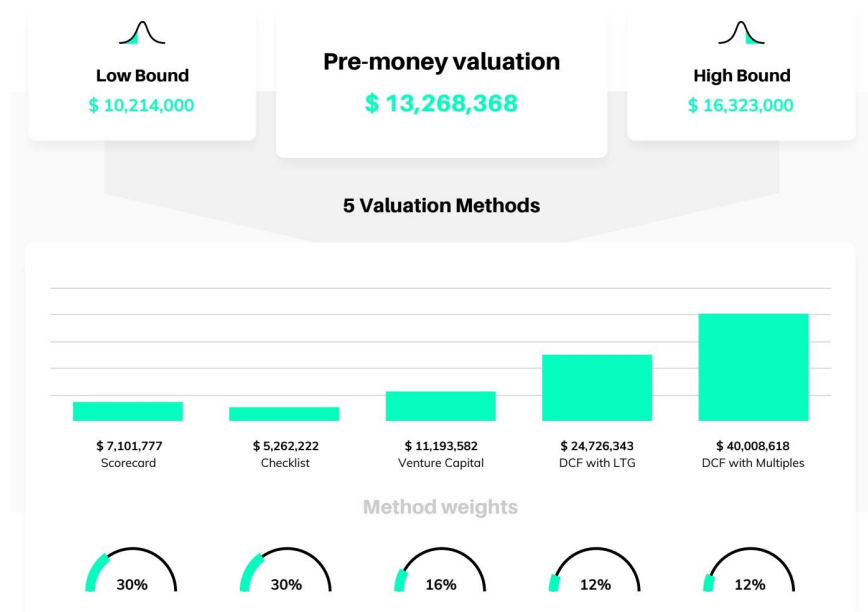 Low Bound
$ 10,214,000
Pre-money valuation
$ 13,268,368
High Bound
$ 16,323,000
5 Valuation Methods
$ 7,101,777
Scorecard
$ 5,262,222
Checklist
$ 11,193,582
Venture Capital
$ 24,726,343
DCF with LTG
$ 40,008,618
DCF with Multiples
Method weights
30%
30%
16%
12%
12%